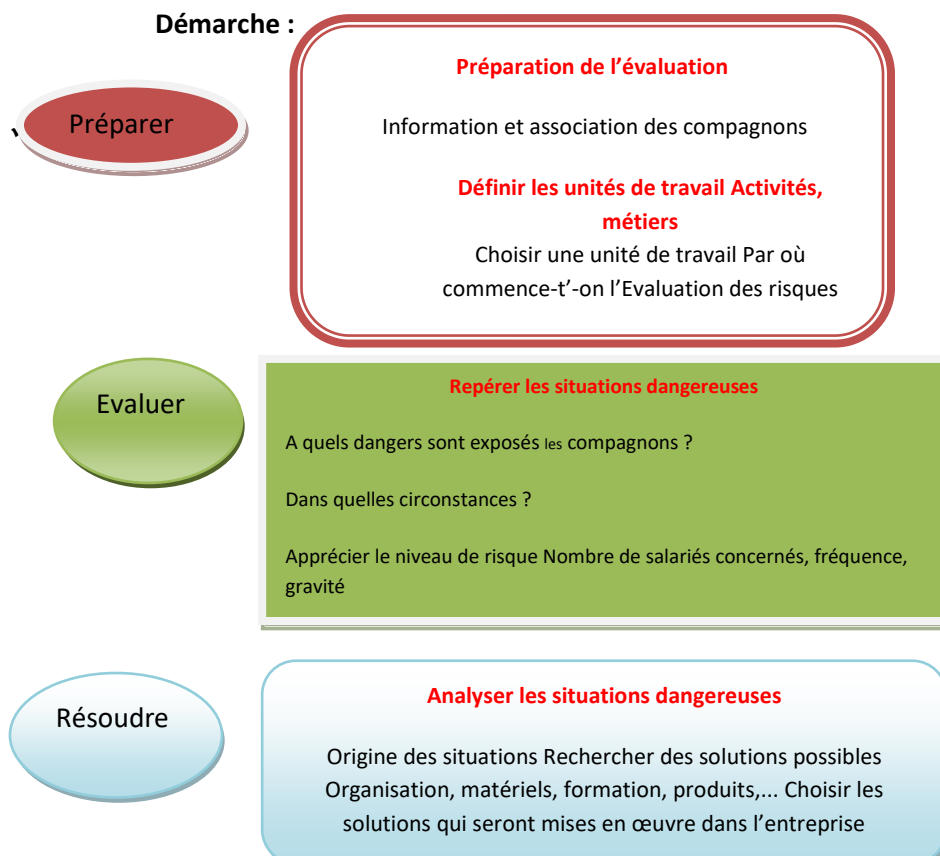 Démarche :
Préparer
Préparation de l'évaluation
Information et association des compagnons
Définir les unités de travail Activités,
métiers
Choisir une unité de travail Par où
commence-t'-on l'Evaluation des risques
Evaluer
Repérer les situations dangereuses
A quels dangers sont exposés les compagnons ?
Dans quelles circonstances ?
Apprécier le niveau de risque Nombre de salariés concernés, fréquence,
gravité
Résoudre
Analyser les situations dangereuses
Origine des situations Rechercher des solutions possibles
Organisation, matériels, formation, produits,... Choisir les
solutions qui seront mises en œuvre dans l'entreprise